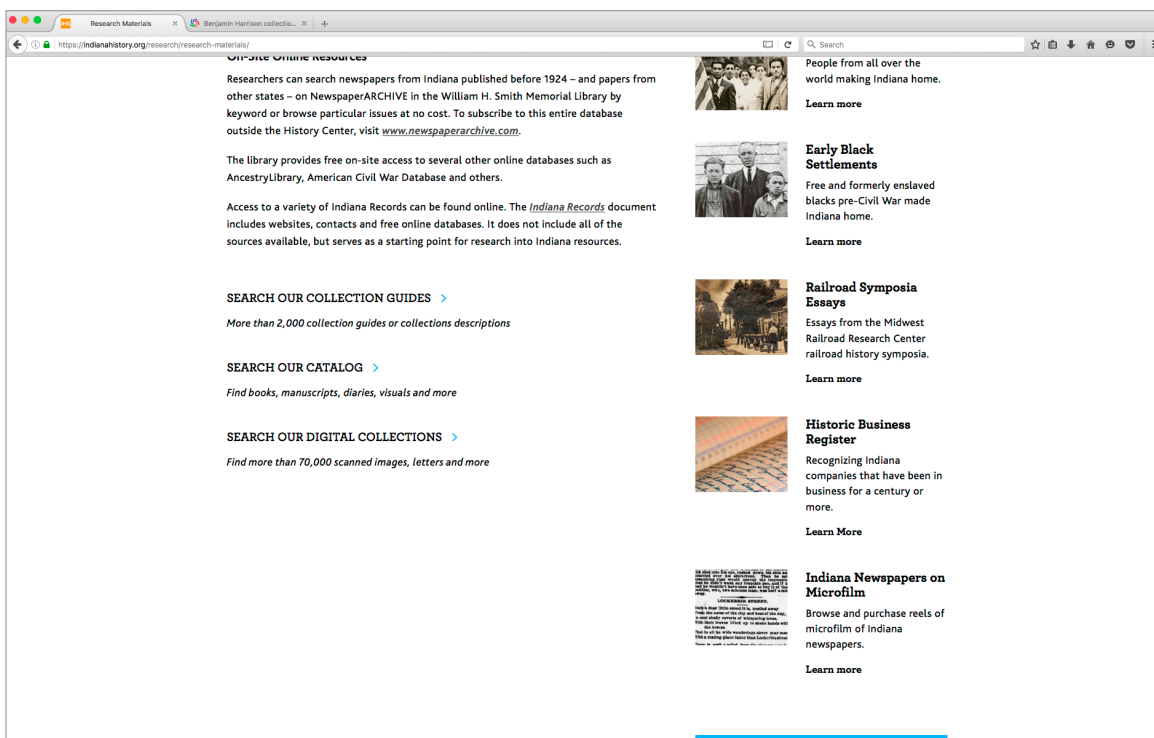 Research Materials
Benjamin Harrison collectio...
https://indianahistory.org/research/research-materials/
Search
On-Site Online Resources
Researchers can search newspapers from Indiana published before 1924 – and papers from
other states – on NewspaperARCHIVE in the William H. Smith Memorial Library by
keyword or browse particular issues at no cost. To subscribe to this entire database
outside the History Center, visit www.newspaperarchive.com.
The library provides free on-site access to several other online databases such as
AncestryLibrary, American Civil War Database and others.
Access to a variety of Indiana Records can be found online. The Indiana Records document
includes websites, contacts and free online databases. It does not include all of the
sources available, but serves as a starting point for research into Indiana resources.
SEARCH OUR COLLECTION GUIDES >
More than 2,000 collection guides or collections descriptions
SEARCH OUR CATALOG >
Find books, manuscripts, diaries, visuals and more
SEARCH OUR DIGITAL COLLECTIONS >
Find more than 70,000 scanned images, letters and more
People from all over the
world making Indiana home.
Learn more
Early Black
Settlements
Free and formerly enslaved
blacks pre-Civil War made
Indiana home.
Learn more
Railroad Symposia
Essays
Essays from the Midwest
Railroad Research Center
railroad history symposia.
Learn more
Historic Business
Register
Recognizing Indiana
companies that have been in
business for a century or
more.
Learn More
LOCKERBIE STREET.
Indiana Newspapers on
Microfilm
Browse and purchase reels of
microfilm of Indiana
newspapers.
Learn more